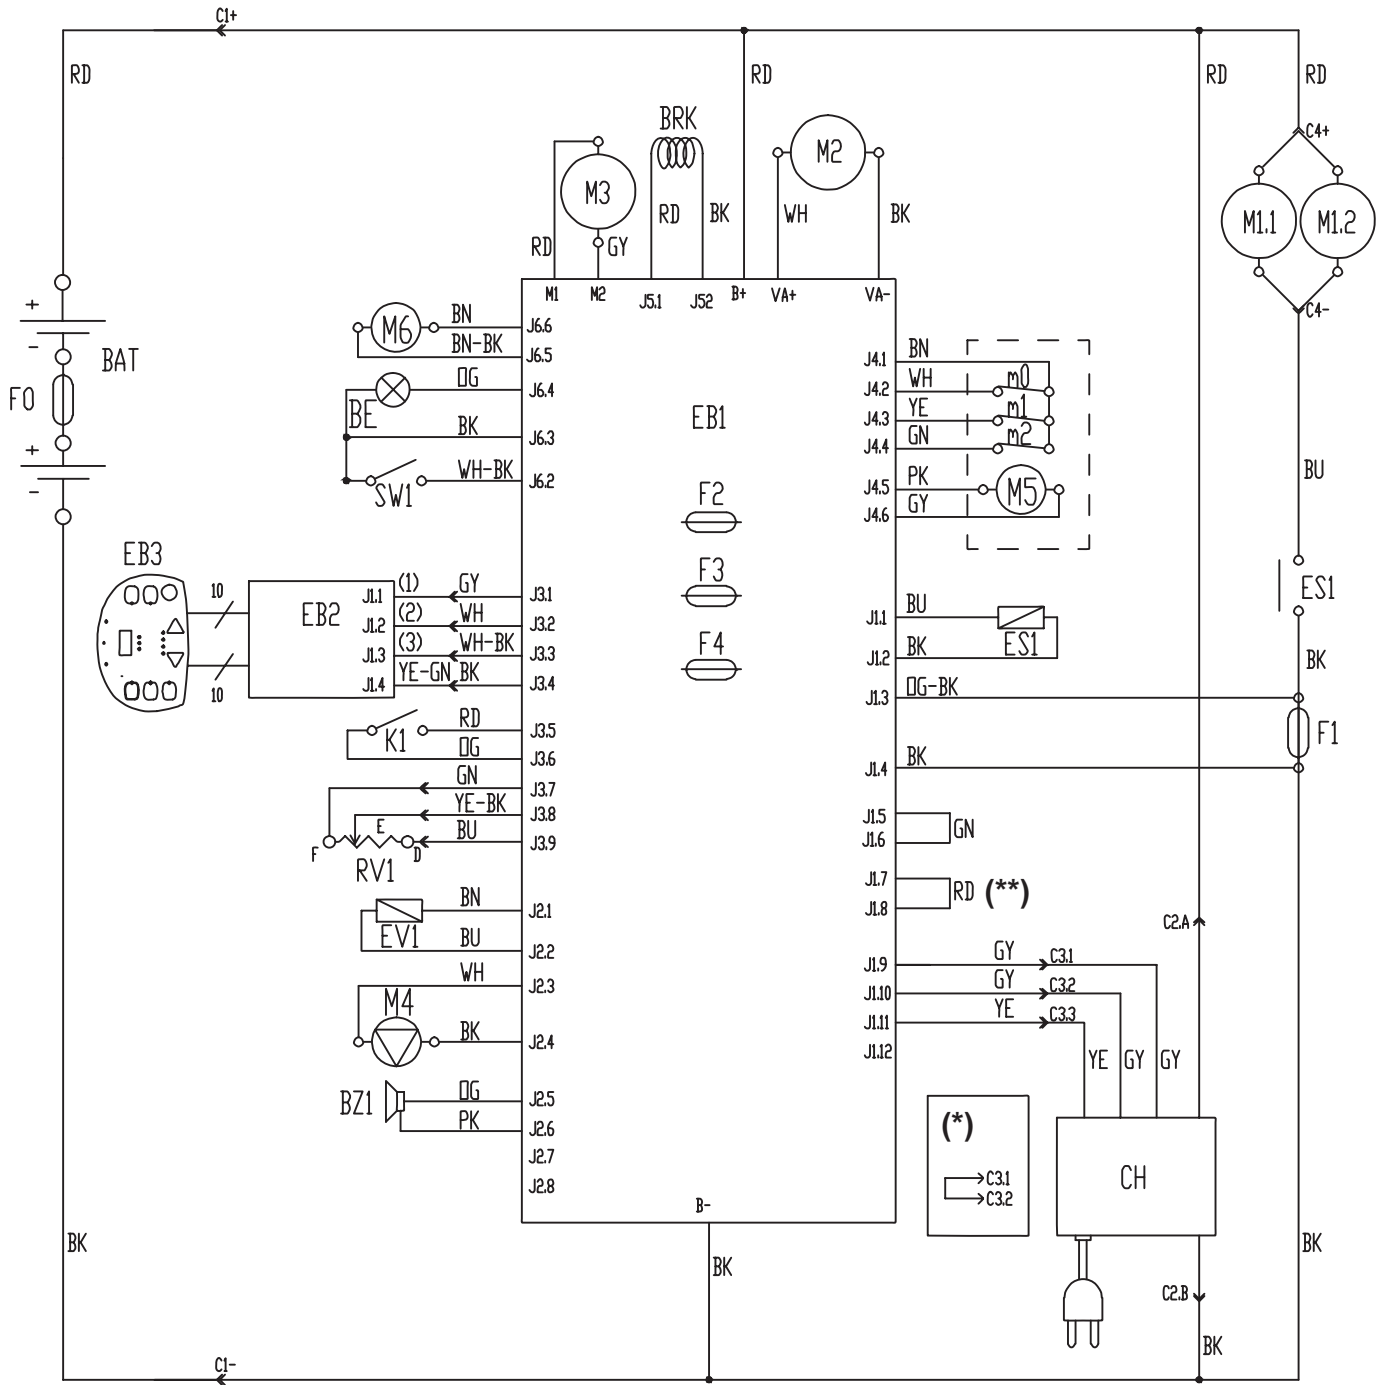 C1+
RD
RD
RD
RD
BRK
M2
C4+
M3
RD
BK
WH
BK
M1.1
M1.2
RD
GY
M1
M2
J5.1
J52
B+
VA+
VA-
C4-
+
-
BAT
F0
+
-
M6
BN
J6.6
BN-BK
J6.5
OG
J6.4
BE
BK
J6.3
WH-BK
J6.2
SW1
EB1
F2
F3
F4
J4.1
BN
J4.2
WH
m0
J4.3
YE
m1
J4.4
GN
m2
J4.5
PK
M5
J4.6
GY
BU
ES1
EB3
10
10
EB2
J1.1
(1)
GY
J3.1
J1.2
(2)
WH
J3.2
J1.3
(3)
WH-BK
J3.3
J1.4
YE-GN
BK
J3.4
J1.1
BU
J1.2
BK
ES1
BK
J1.3
OG-BK
F1
J1.4
BK
K1
RD
J3.5
OG
J3.6
GN
J3.7
YE-BK
J3.8
E
BU
J3.9
F
D
RV1
J1.5
J1.6
GN
J1.7
J1.8
RD (**)
BN
J2.1
EV1
BU
J2.2
WH
J2.3
M4
BK
J2.4
BZ1
OG
J2.5
PK
J2.6
J2.7
J2.8
C2.A
J1.9
GY
C3.1
J1.10
GY
C3.2
J1.11
YE
C3.3
J1.12
YE
GY
GY
(*)
C3.1
C3.2
CH
B-
BK
BK
BK
C2.B
BK
C1-